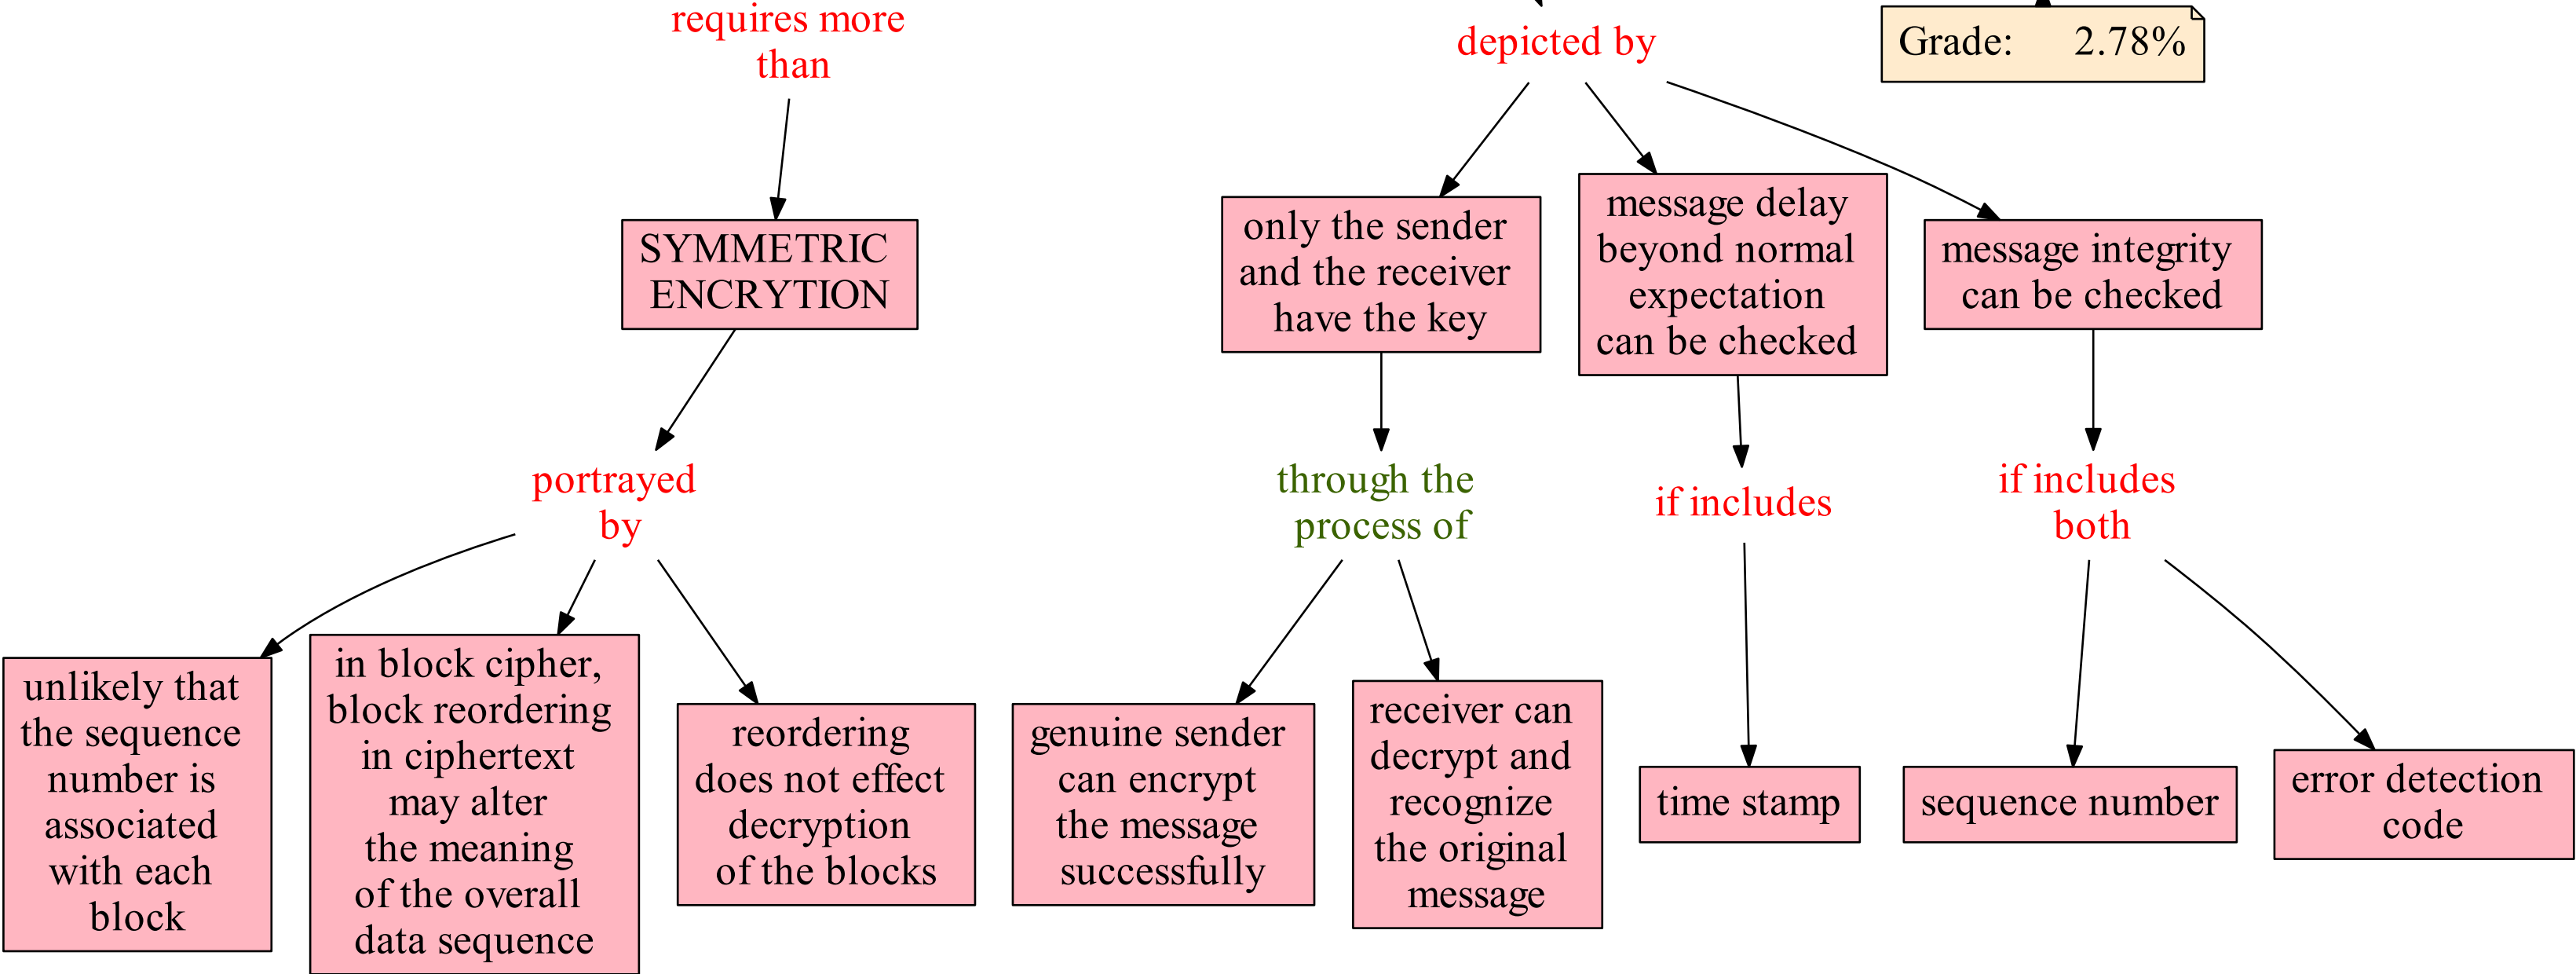 requires more
than
depicted by
Grade: 2.78%
SYMMETRIC
ENCRYTION
only the sender
and the receiver
have the key
message delay
beyond normal
expectation
can be checked
message integrity
can be checked
portrayed
by
through the
process of
if includes
if includes
both
unlikely that
the sequence
number is
associated
with each
block
in block cipher,
block reordering
in ciphertext
may alter
the meaning
of the overall
data sequence
reordering
does not effect
decryption
of the blocks
genuine sender
can encrypt
the message
successfully
receiver can
decrypt and
recognize
the original
message
time stamp
sequence number
error detection
code